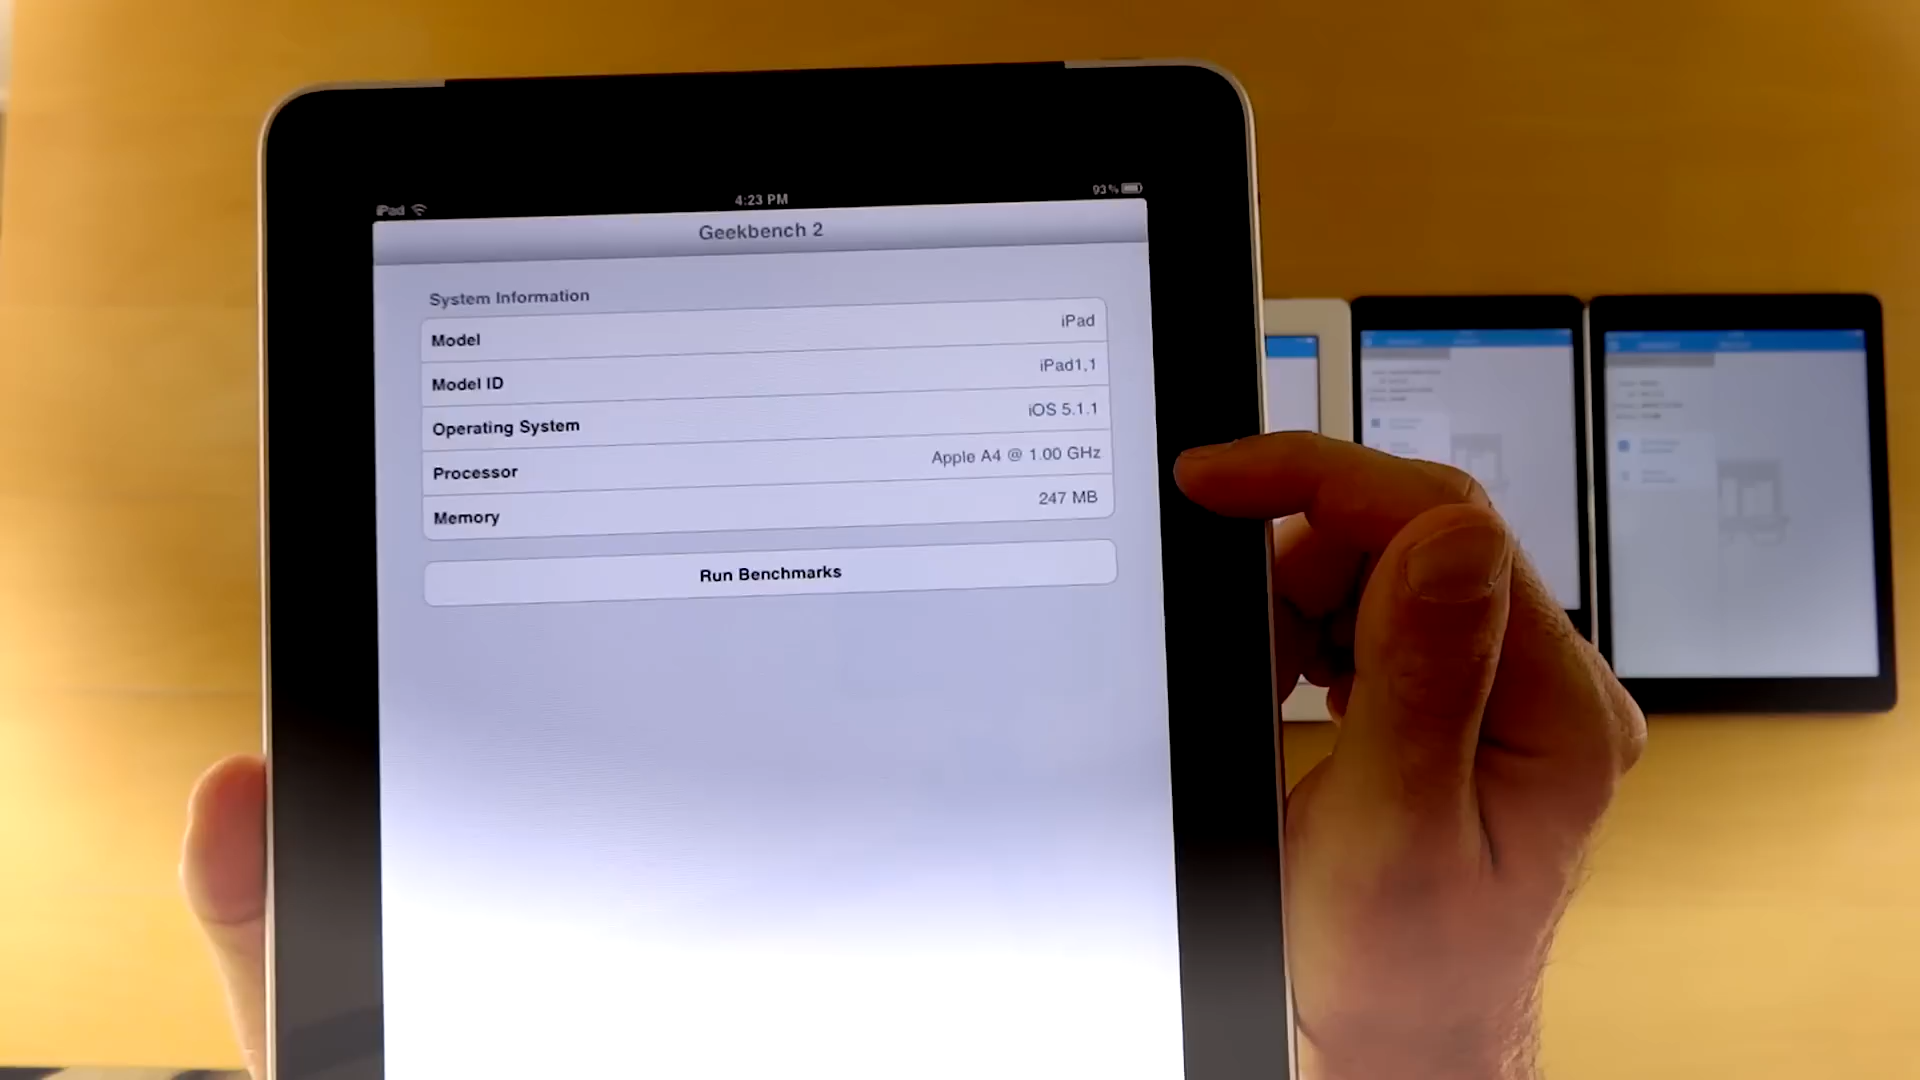 iPad 4:23 PM 93%
Geekbench 2
System Information
Model iPad
Model ID iPad1,1
Operating System iOS 5.1.1
Processor Apple A4 @ 1.00 GHz
Memory 247 MB
Run Benchmarks